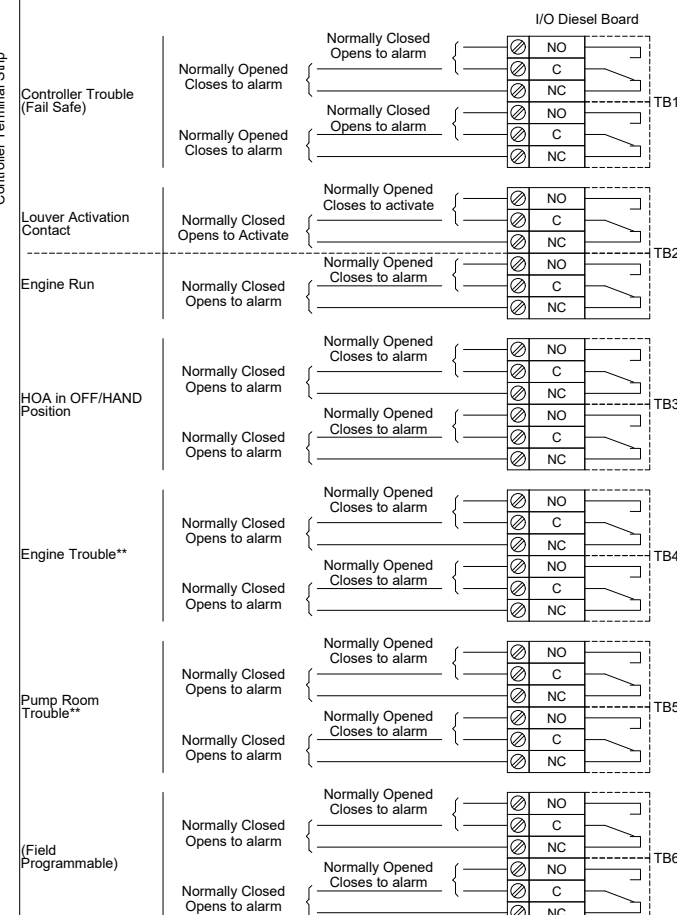 I/O Diesel Board
Controller Terminal Strip
Controller Trouble
(Fail Safe)
Normally Closed
Opens to alarm
Normally Opened
Closes to alarm
Normally Closed
Opens to alarm
Normally Opened
Closes to alarm
NO
C
NC
NO
C
NC
TB1
Louver Activation
Contact
Normally Opened
Closes to activate
Normally Closed
Opens to Activate
NO
C
NC
TB2
Engine Run
Normally Opened
Closes to alarm
Normally Closed
Opens to alarm
NO
C
NC
HOA in OFF/HAND
Position
Normally Opened
Closes to alarm
Normally Closed
Opens to alarm
Normally Opened
Closes to alarm
Normally Closed
Opens to alarm
NO
C
NC
NO
C
NC
TB3
Engine Trouble**
Normally Opened
Closes to alarm
Normally Closed
Opens to alarm
Normally Opened
Closes to alarm
Normally Closed
Opens to alarm
NO
C
NC
NO
C
NC
TB4
Pump Room
Trouble**
Normally Opened
Closes to alarm
Normally Closed
Opens to alarm
Normally Opened
Closes to alarm
Normally Closed
Opens to alarm
NO
C
NC
NO
C
NC
TB5
(Field
Programmable)
Normally Opened
Closes to alarm
Normally Closed
Opens to alarm
Normally Opened
Closes to alarm
Normally Closed
Opens to alarm
NO
C
NC
NO
C
NC
TB6